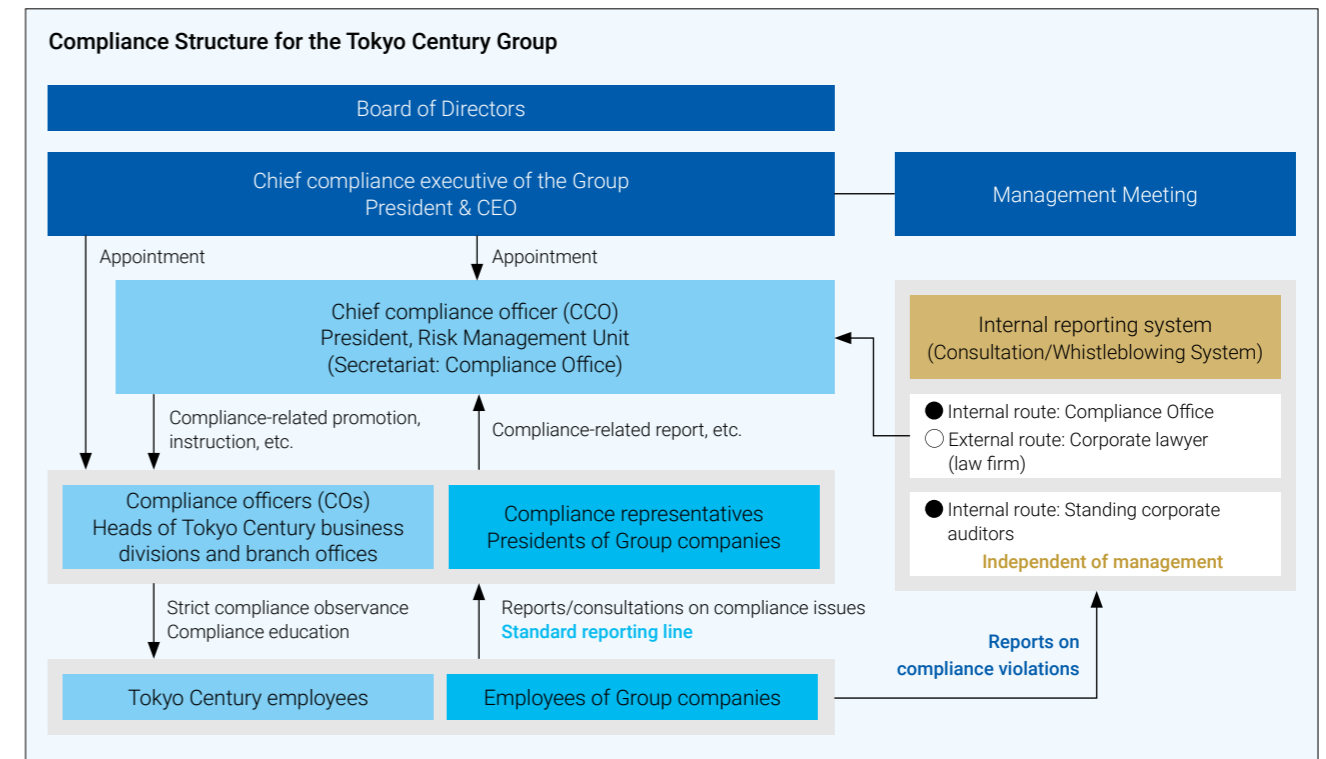 Compliance Structure for the Tokyo Century Group
Board of Directors
Chief compliance executive of the Group
President & CEO
Management Meeting
Appointment
Appointment
Chief compliance officer (CCO)
President, Risk Management Unit
(Secretariat: Compliance Office)
Internal reporting system
(Consultation/Whistleblowing System)
● Internal route: Compliance Office
○ External route: Corporate lawyer
(law firm)
● Internal route: Standing corporate
auditors
Independent of management
Compliance-related promotion,
instruction, etc.
Compliance-related report, etc.
Compliance officers (COs)
Heads of Tokyo Century business
divisions and branch offices
Compliance representatives
Presidents of Group companies
Strict compliance observance
Compliance education
Reports/consultations on compliance issues
Standard reporting line
Reports on
compliance violations
Tokyo Century employees
Employees of Group companies